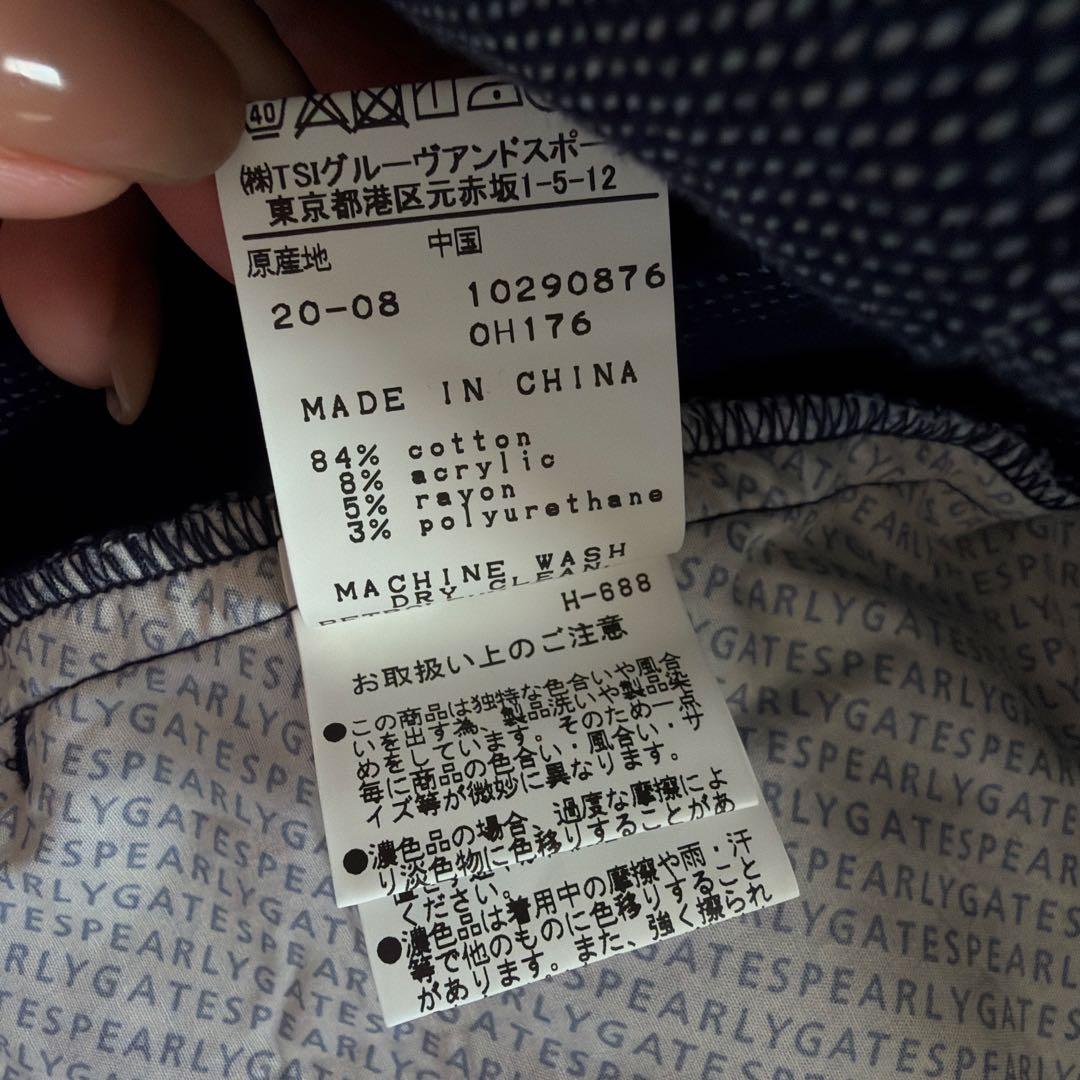 40
㈱TSIグルーヴアンドスポー
東京都港区元赤坂1-5-12
原産地 中国
20-08 10290876
0H176
MADE IN CHINA
84% cotton
8% acrylic
5% rayon
3% polyurethane
MACHINE WASH
DRY CLEAN
H-688
お取扱い上のご注意
●この商品は独特な色合いや風合
いを出す為、製品洗いや製品染
めをしています。そのため一点
毎に商品の色合い・風合い・サ
イズ等が微妙に異なります。
●濃色品の場合、過度な摩擦によ
り淡色物に色移りすることがあ
ください。
●濃色品は着用中の摩擦や雨・汗
等で他のものに色移りすること
があります。また、強く擦られ
PEARLYGATESPEARLYGATES